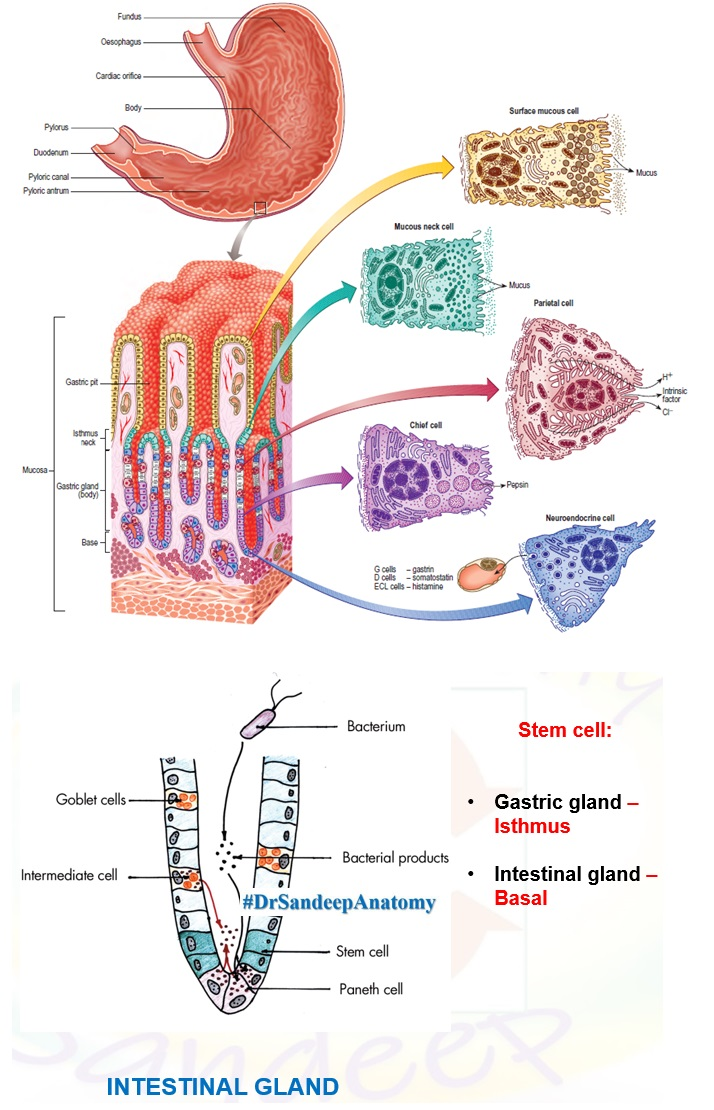 Fundus
Oesophagus
Cardiac orifice
Body
Pylorus
Duodenum
Pyloric canal
Pyloric antrum
Surface mucous cell
Mucus
Mucous neck cell
Mucus
Parietal cell
H⁺
Intrinsic
factor
Cl⁻
Gastric pit
Isthmus
neck
Mucosa
Gastric gland
(body)
Base
Chief cell
Pepsin
Neuroendocrine cell
G cells – gastrin
D cells – somatostatin
ECL cells – histamine
Bacterium
Goblet cells
Bacterial products
Intermediate cell
#DrSandeepAnatomy
Stem cell
Paneth cell
Stem cell:
• Gastric gland –
Isthmus
• Intestinal gland –
Basal
Sandeep
INTESTINAL GLAND